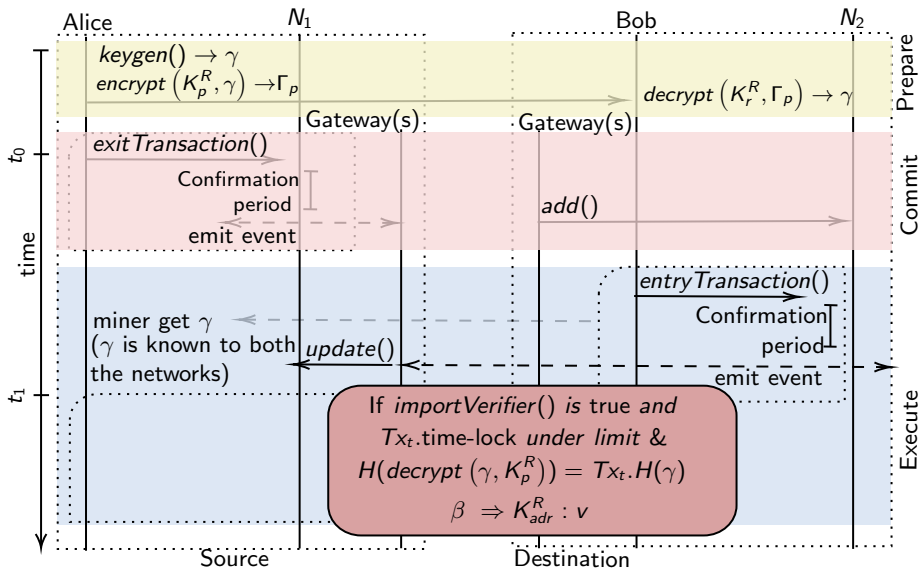 Alice
N₁
Bob
N₂
keygen() → γ
encrypt (K_p^R, γ) → Γ_p
decrypt (K_r^R, Γ_p) → γ
Prepare
Gateway(s)
Gateway(s)
t₀
exitTransaction()
Confirmation
period
emit event
add()
Commit
time
entryTransaction()
Confirmation
period
emit event
miner get γ
(γ is known to both
the networks)
update()
t₁
If importVerifier() is true and
Tx_t.time-lock under limit &
H(decrypt (γ, K_p^R)) = Tx_t.H(γ)
β ⇒ K_adr^R : v
Execute
Source
Destination